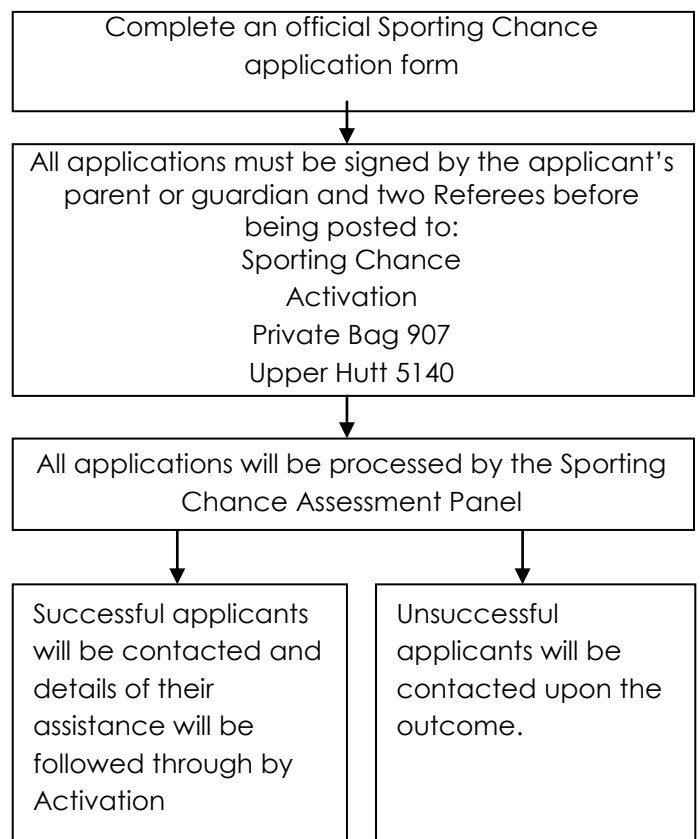 Complete an official Sporting Chance
application form
All applications must be signed by the applicant’s
parent or guardian and two Referees before
being posted to:
Sporting Chance
Activation
Private Bag 907
Upper Hutt 5140
All applications will be processed by the Sporting
Chance Assessment Panel
Successful applicants
will be contacted and
details of their
assistance will be
followed through by
Activation
Unsuccessful
applicants will be
contacted upon the
outcome.